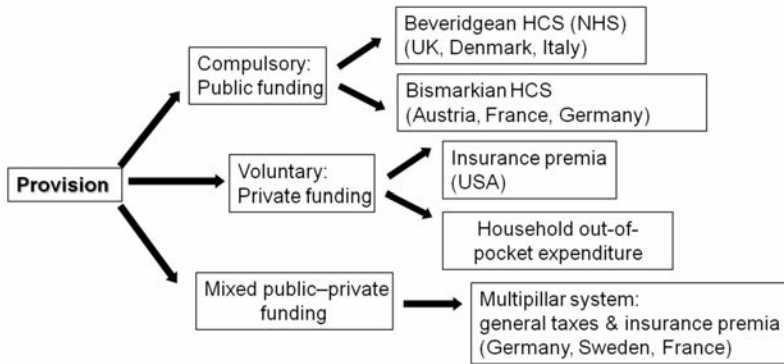 Provision
Compulsory:
Public funding
Beveridgean HCS (NHS)
(UK, Denmark, Italy)
Bismarkian HCS
(Austria, France, Germany)
Voluntary:
Private funding
Insurance premia
(USA)
Household out-of-
pocket expenditure
Mixed public–private
funding
Multipillar system:
general taxes & insurance premia
(Germany, Sweden, France)